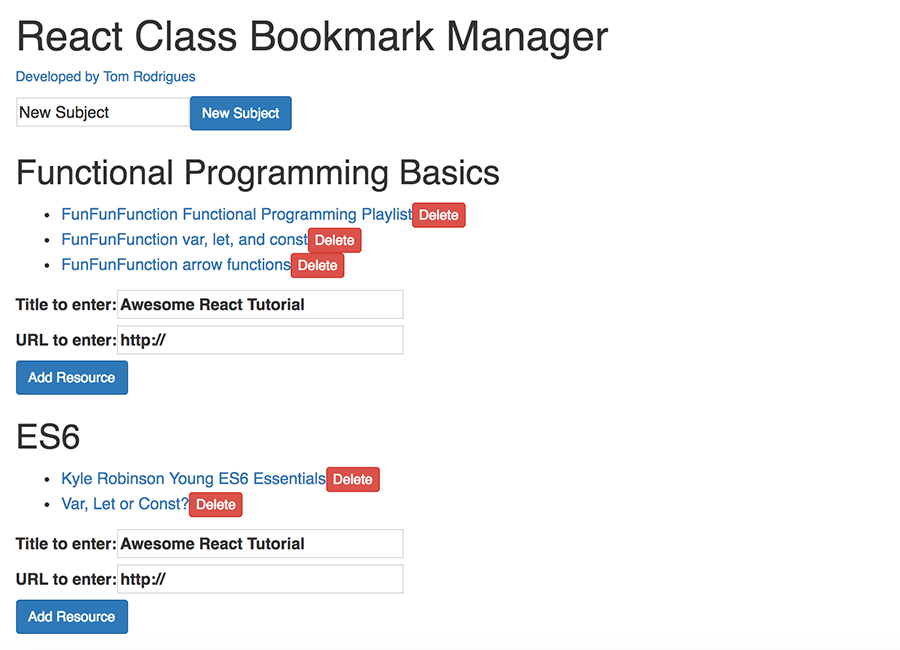 React Class Bookmark Manager
Developed by Tom Rodrigues
New Subject New Subject
Functional Programming Basics
• FunFunFunction Functional Programming Playlist Delete
• FunFunFunction var, let, and const Delete
• FunFunFunction arrow functions Delete
Title to enter: Awesome React Tutorial
URL to enter: http://
Add Resource
ES6
• Kyle Robinson Young ES6 Essentials Delete
• Var, Let or Const? Delete
Title to enter: Awesome React Tutorial
URL to enter: http://
Add Resource